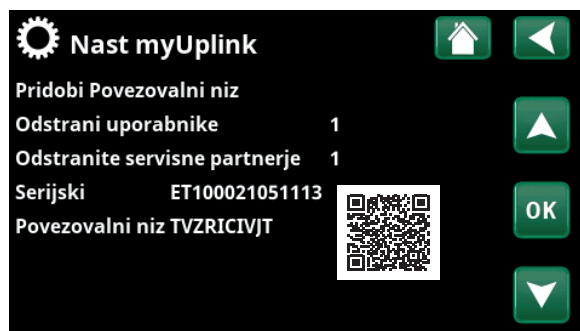 Nast myUplink
Pridobi Povezovalni niz
Odstrani uporabnike 1
Odstranite servisne partnerje 1
Serijski ET100021051113
Povezovalni niz TVZRICIVJT
OK